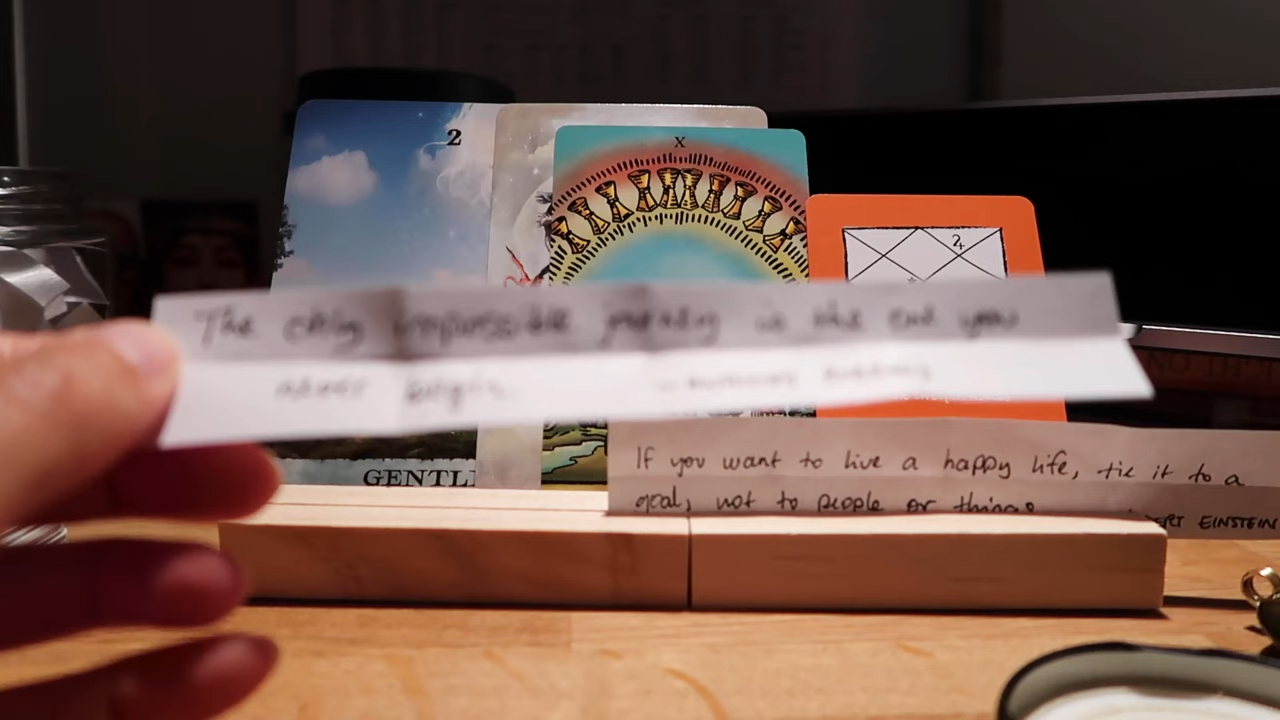 2
X
The only impossible journey is the one you
never begin
GENTL
If you want to live a happy life, tie it to a
goal, not to people or things
ERT EINSTEIN